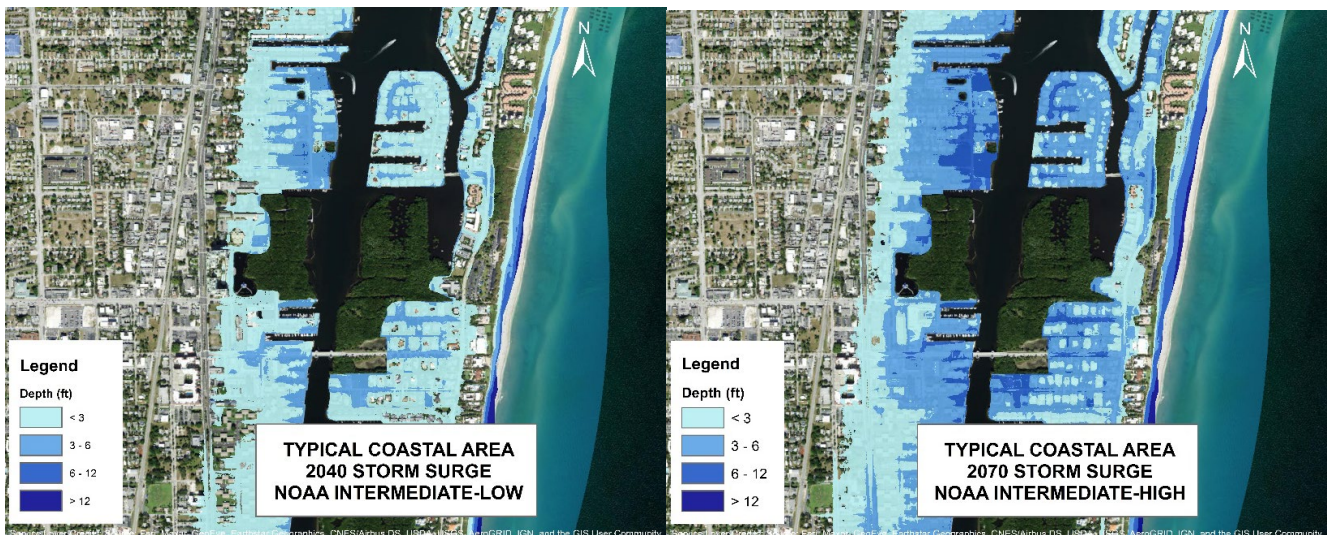 N
Legend
Depth (ft)
< 3
3 - 6
6 - 12
> 12
TYPICAL COASTAL AREA
2040 STORM SURGE
NOAA INTERMEDIATE-LOW
N
Legend
Depth (ft)
< 3
3 - 6
6 - 12
> 12
TYPICAL COASTAL AREA
2070 STORM SURGE
NOAA INTERMEDIATE-HIGH